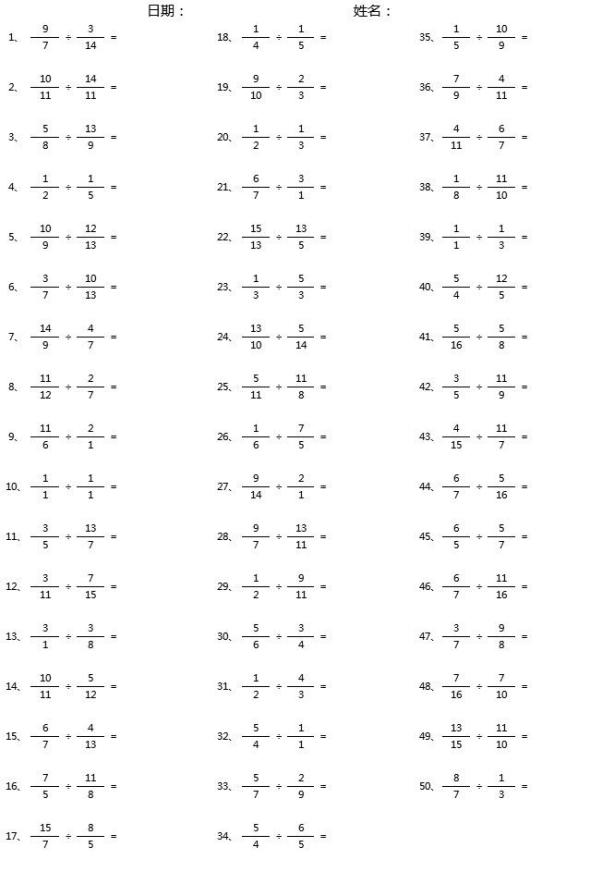 日期： 姓名：
1、 9/7 ÷ 3/14 =
2、 10/11 ÷ 14/11 =
3、 5/8 ÷ 13/9 =
4、 1/2 ÷ 1/5 =
5、 10/9 ÷ 12/13 =
6、 3/7 ÷ 10/13 =
7、 14/9 ÷ 4/7 =
8、 11/12 ÷ 2/7 =
9、 11/6 ÷ 2/1 =
10、 1/1 ÷ 1/1 =
11、 3/5 ÷ 13/7 =
12、 3/11 ÷ 7/15 =
13、 3/1 ÷ 3/8 =
14、 10/11 ÷ 5/12 =
15、 6/7 ÷ 4/13 =
16、 7/5 ÷ 11/8 =
17、 15/7 ÷ 8/5 =
18、 1/4 ÷ 1/5 =
19、 9/10 ÷ 2/3 =
20、 1/2 ÷ 1/3 =
21、 6/7 ÷ 3/1 =
22、 15/13 ÷ 13/5 =
23、 1/3 ÷ 5/3 =
24、 13/10 ÷ 5/14 =
25、 5/11 ÷ 11/8 =
26、 1/6 ÷ 7/5 =
27、 9/14 ÷ 2/1 =
28、 9/7 ÷ 13/11 =
29、 1/2 ÷ 9/11 =
30、 5/6 ÷ 3/4 =
31、 1/2 ÷ 4/3 =
32、 5/4 ÷ 1/1 =
33、 5/7 ÷ 2/9 =
34、 5/4 ÷ 6/5 =
35、 1/5 ÷ 10/9 =
36、 7/9 ÷ 4/11 =
37、 4/11 ÷ 6/7 =
38、 1/8 ÷ 11/10 =
39、 1/1 ÷ 1/3 =
40、 5/4 ÷ 12/5 =
41、 5/16 ÷ 5/8 =
42、 3/5 ÷ 11/9 =
43、 4/15 ÷ 11/7 =
44、 6/7 ÷ 5/16 =
45、 6/5 ÷ 5/7 =
46、 6/7 ÷ 11/16 =
47、 3/7 ÷ 9/8 =
48、 7/16 ÷ 7/10 =
49、 13/15 ÷ 11/10 =
50、 8/7 ÷ 1/3 =